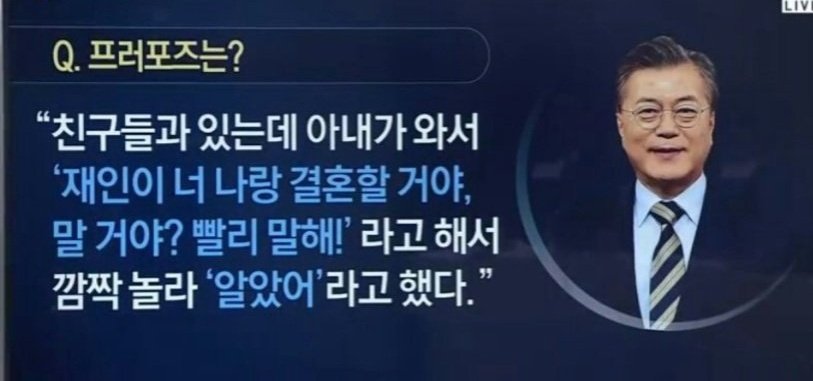 LIVE
Q. 프러포즈는?
“친구들과 있는데 아내가 와서
‘재인이 너 나랑 결혼할 거야,
말 거야? 빨리 말해!’ 라고 해서
깜짝 놀라 ‘알았어’라고 했다.”